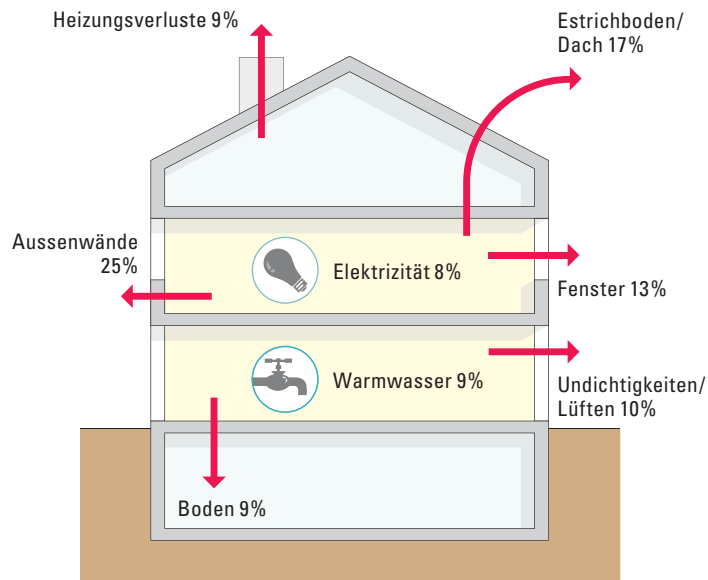 Heizungsverluste 9%
Estrichboden/
Dach 17%
Aussenwände
25%
Elektrizität 8%
Fenster 13%
Warmwasser 9%
Undichtigkeiten/
Lüften 10%
Boden 9%